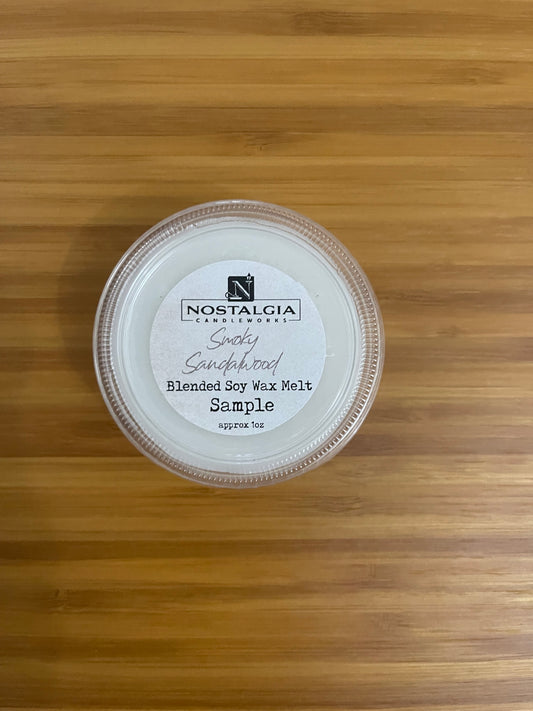 N
NOSTALGIA
CANDLEWORKS
Smoky
Sandalwood
Blended Soy Wax Melt
Sample
approx 1oz